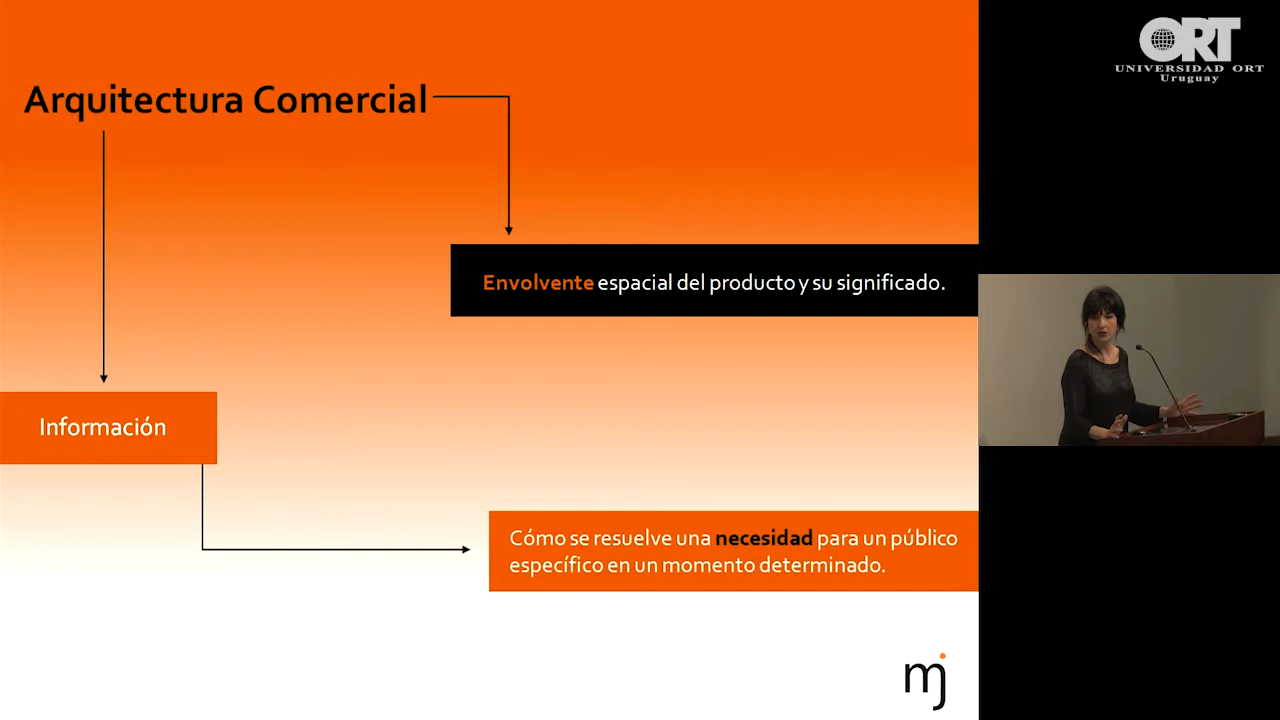 Arquitectura Comercial
Envolvente espacial del producto y su significado.
Información
Cómo se resuelve una necesidad para un público
específico en un momento determinado.
mj
ORT
UNIVERSIDAD ORT
Uruguay